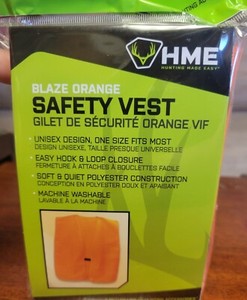 HME
HUNTING MADE EASY
BLAZE ORANGE
SAFETY VEST
GILET DE SÉCURITÉ ORANGE VIF
• UNISEX DESIGN, ONE SIZE FITS MOST
DESIGN UNISEXE, TAILLE PRESQUE UNIVERSELLE
• EASY HOOK & LOOP CLOSURE
FERMETURE À ATTACHES À BOUCLETTES FACILE
• SOFT & QUIET POLYESTER CONSTRUCTION
CONCEPTION EN POLYESTER DOUX ET APAISANT
• MACHINE WASHABLE
LAVABLE À LA MACHINE